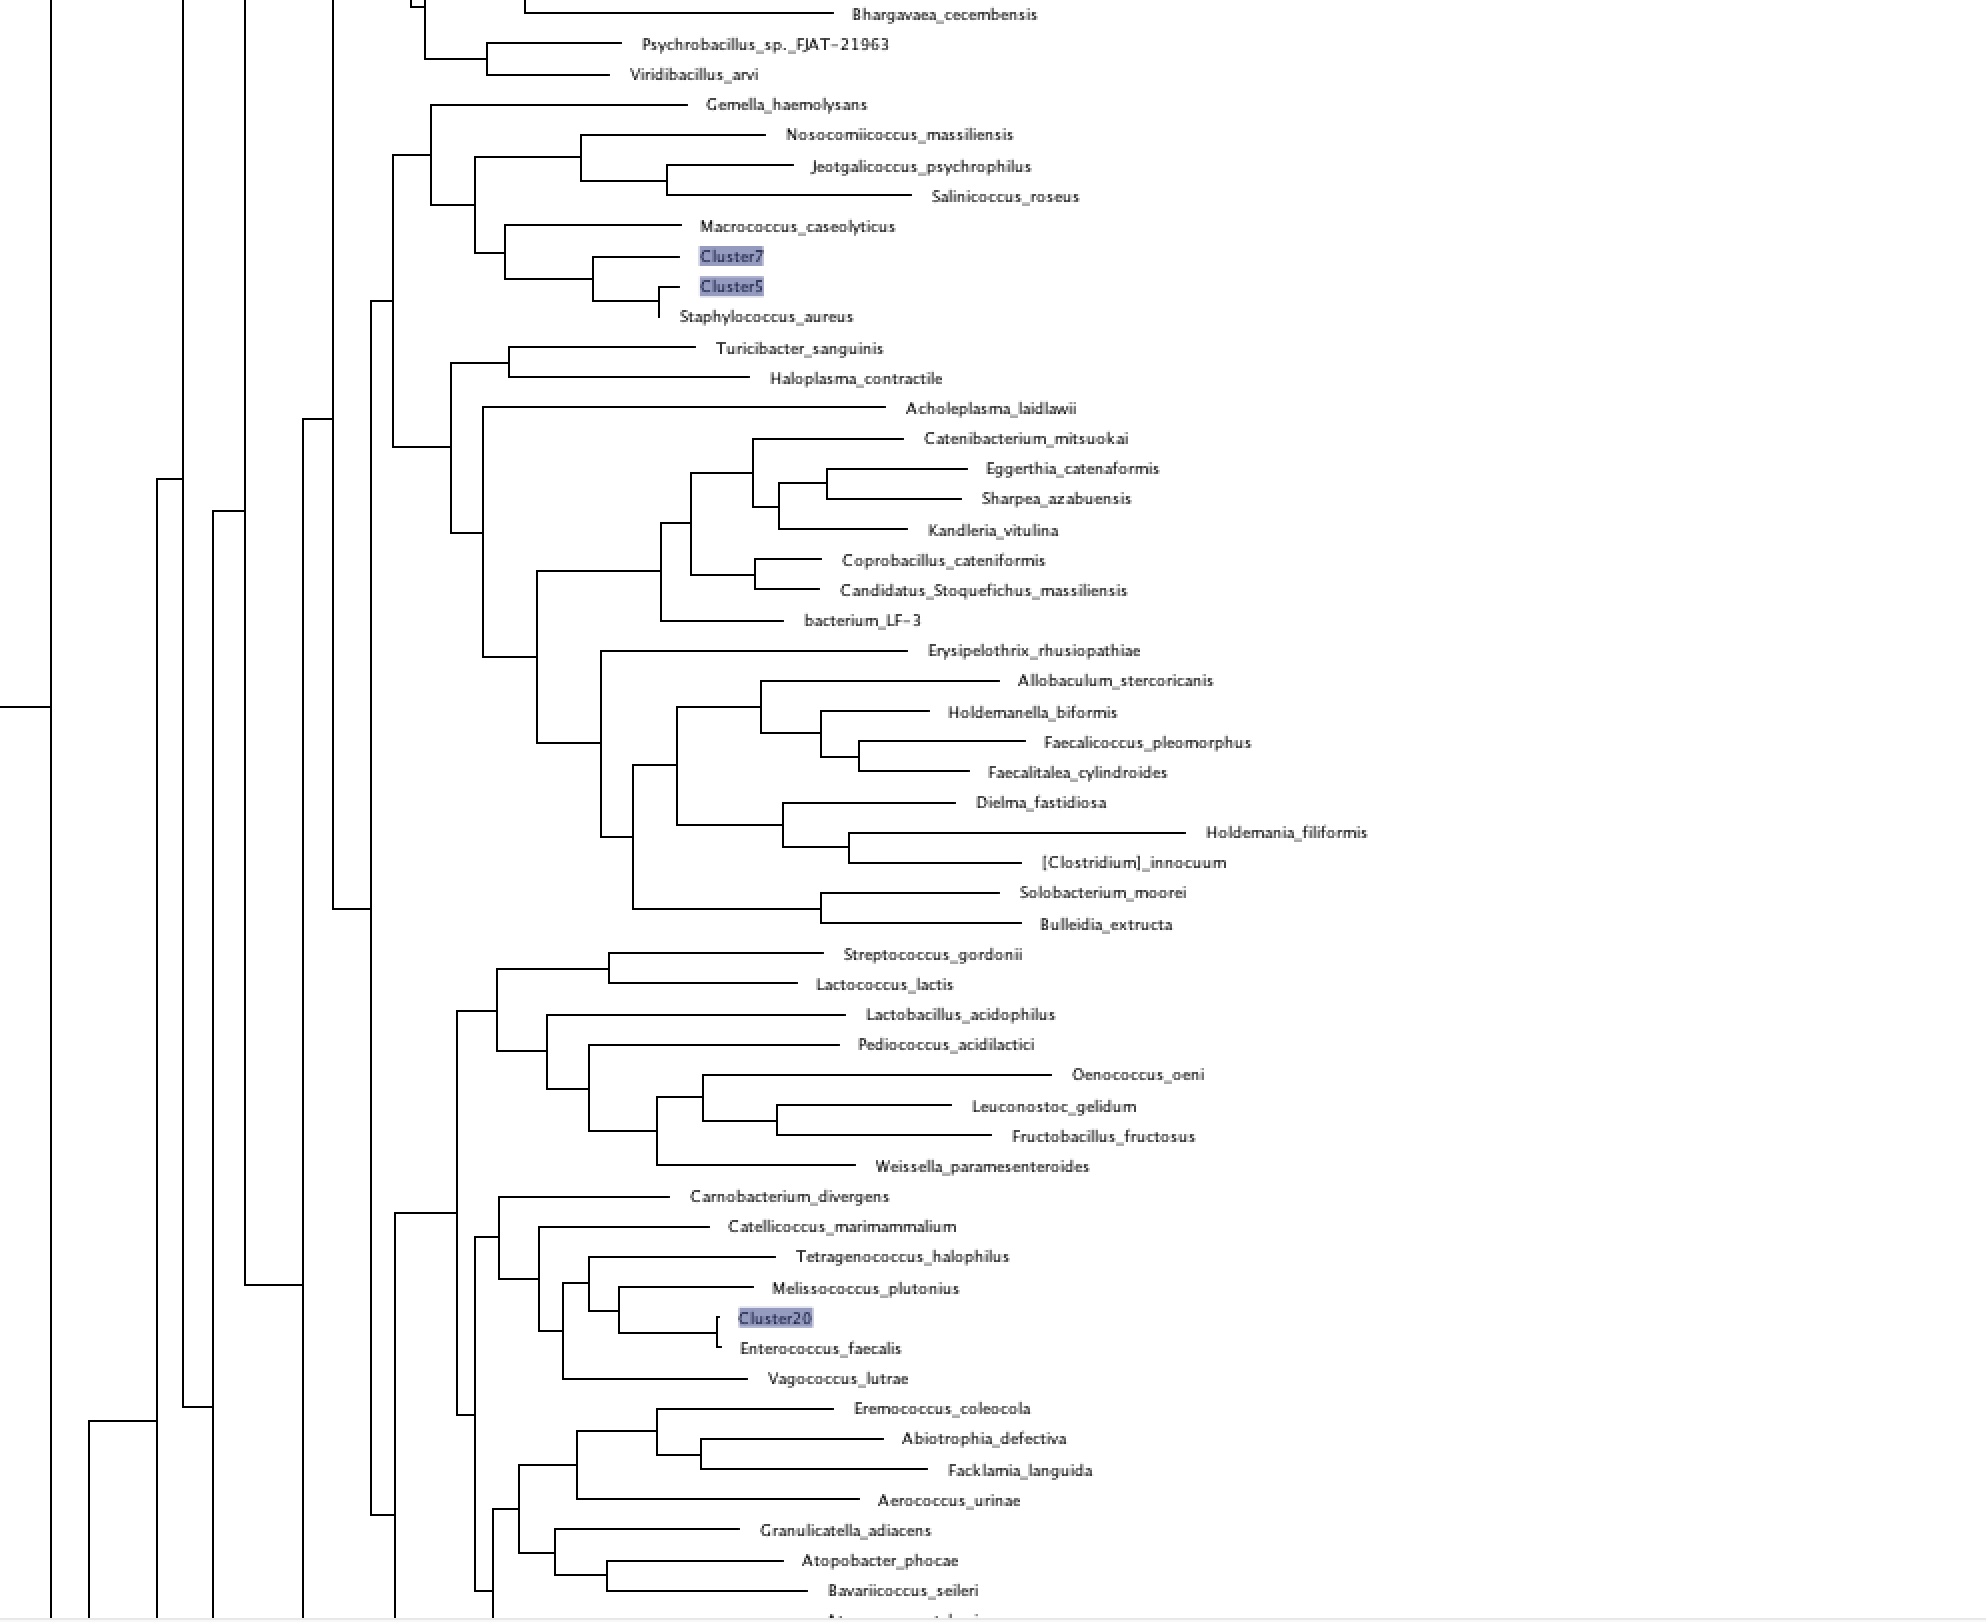 Bhargavaea_cecembensis
Psychrobacillus_sp._FJAT-21963
Viridibacillus_arvi
Gemella_haemolysans
Nosocomiicoccus_massiliensis
Jeotgalicoccus_psychrophilus
Salinicoccus_roseus
Macrococcus_caseolyticus
Cluster7
Cluster5
Staphylococcus_aureus
Turicibacter_sanguinis
Haloplasma_contractile
Acholeplasma_laidlawii
Catenibacterium_mitsuokai
Eggerthia_catenaformis
Sharpea_azabuensis
Kandleria_vitulina
Coprobacillus_cateniformis
Candidatus_Stoquefichus_massiliensis
bacterium_LF-3
Erysipelothrix_rhusiopathiae
Allobaculum_stercoricanis
Holdemanella_biformis
Faecalicoccus_pleomorphus
Faecalitalea_cylindroides
Dielma_fastidiosa
Holdemania_filiformis
[Clostridium]_innocuum
Solobacterium_moorei
Bulleidia_extructa
Streptococcus_gordonii
Lactococcus_lactis
Lactobacillus_acidophilus
Pediococcus_acidilactici
Oenococcus_oeni
Leuconostoc_gelidum
Fructobacillus_fructosus
Weissella_paramesenteroides
Carnobacterium_divergens
Catellicoccus_marimammalium
Tetragenococcus_halophilus
Melissococcus_plutonius
Cluster20
Enterococcus_faecalis
Vagococcus_lutrae
Eremococcus_coleocola
Abiotrophia_defectiva
Facklamia_languida
Aerococcus_urinae
Granulicatella_adiacens
Atopobacter_phocae
Bavariicoccus_seileri